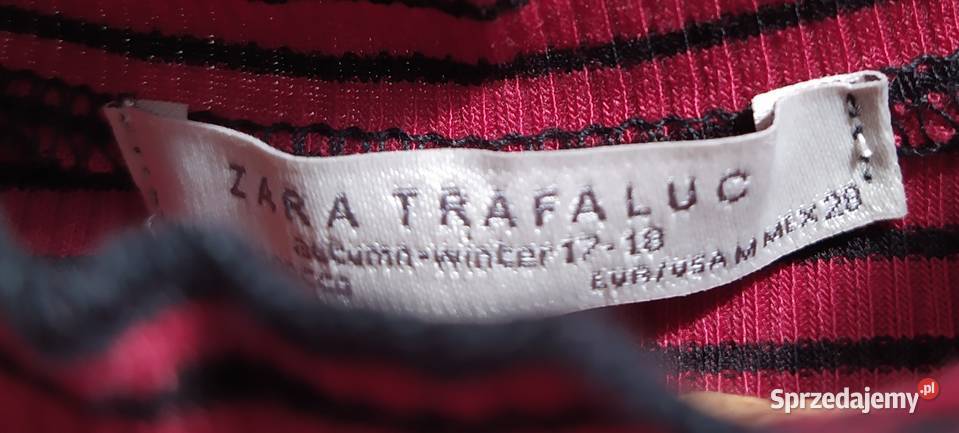 ZARA TRAFALUC
autumn-winter 17-18
EUR/USA M MEX 28
Sprzedajemy.pl